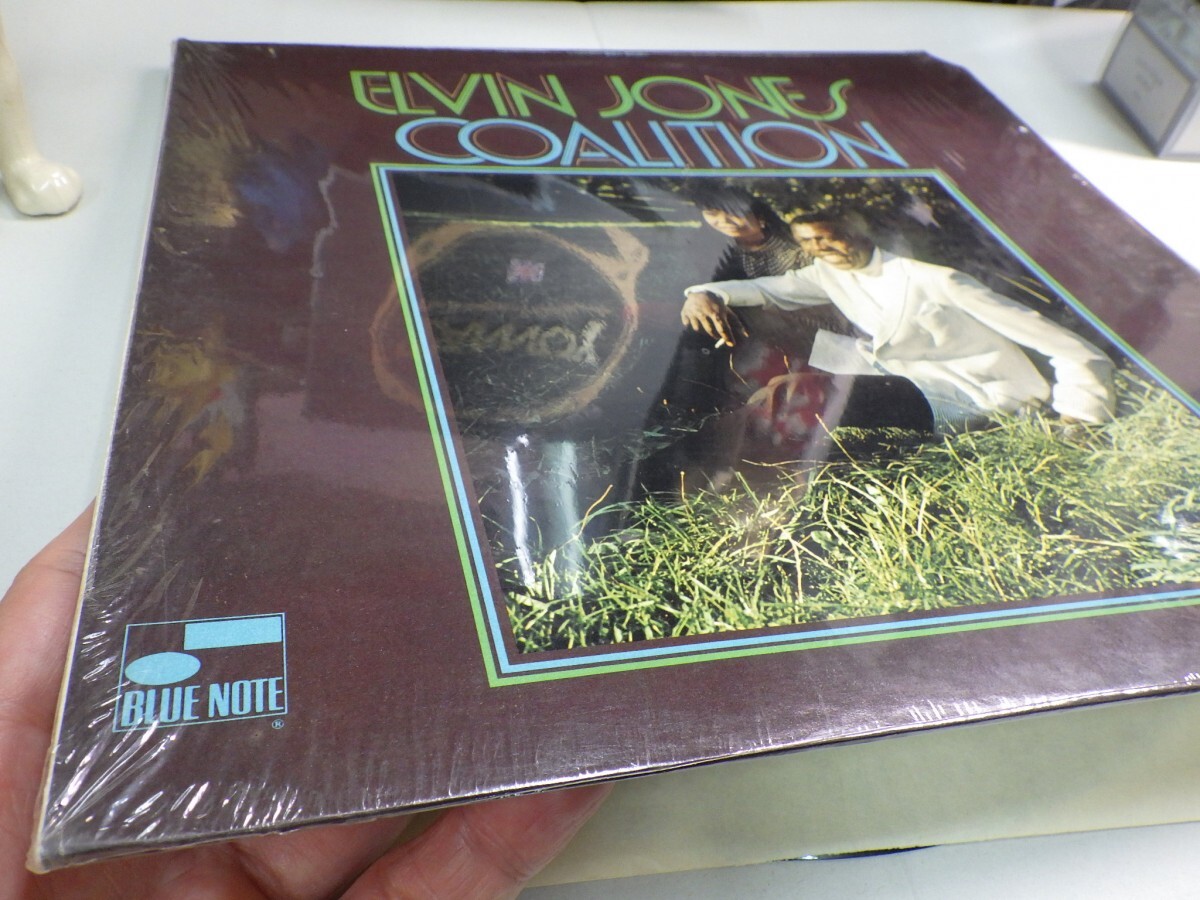 ELVIN JONES
COALITION
BLUE NOTE
®